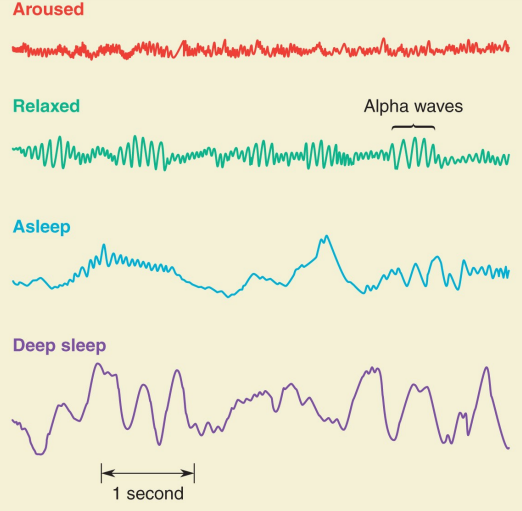 Aroused
Relaxed
Alpha waves
Asleep
Deep sleep
1 second